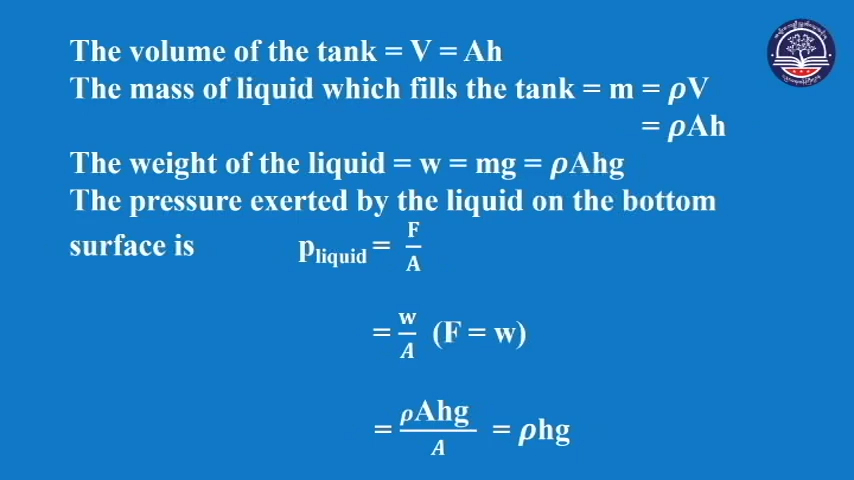 The volume of the tank = V = Ah
The mass of liquid which fills the tank = m = ρV
= ρAh
The weight of the liquid = w = mg = ρAhg
The pressure exerted by the liquid on the bottom
surface is p_liquid = F/A
= w/A (F = w)
= ρAhg/A = ρhg